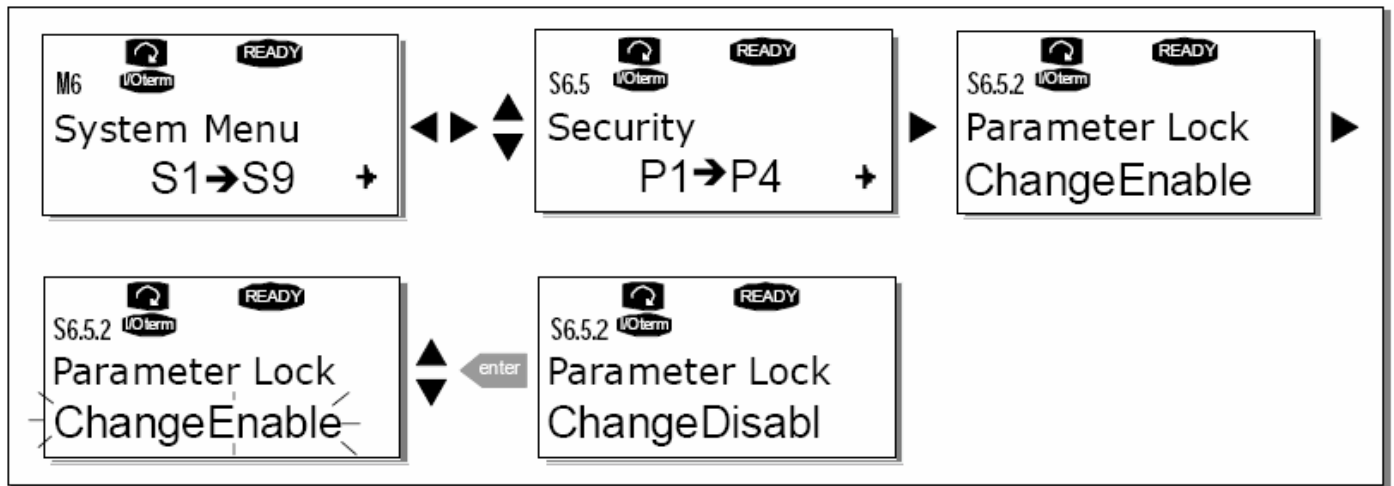 READY
M6 I/Oterm
System Menu
S1➔S9
READY
S6.5 I/Oterm
Security
P1➔P4
READY
S6.5.2 I/Oterm
Parameter Lock
ChangeEnable
READY
S6.5.2 I/Oterm
Parameter Lock
ChangeEnable
enter
READY
S6.5.2 I/Oterm
Parameter Lock
ChangeDisabl